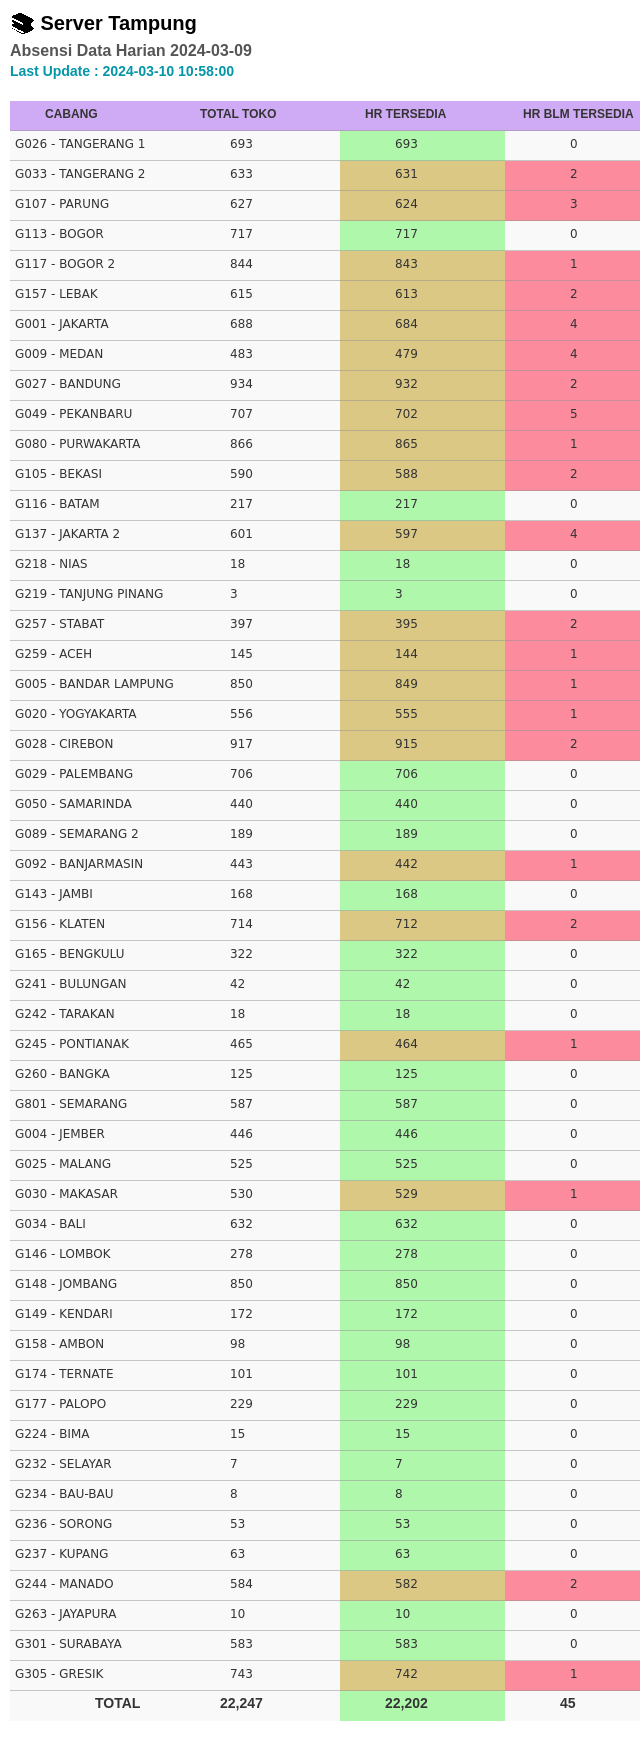 Server Tampung
Absensi Data Harian 2024-03-09
Last Update : 2024-03-10 10:58:00
CABANG TOTAL TOKO HR TERSEDIA HR BLM TERSEDIA
G026 - TANGERANG 1 693 693 0
G033 - TANGERANG 2 633 631 2
G107 - PARUNG 627 624 3
G113 - BOGOR 717 717 0
G117 - BOGOR 2 844 843 1
G157 - LEBAK 615 613 2
G001 - JAKARTA 688 684 4
G009 - MEDAN 483 479 4
G027 - BANDUNG 934 932 2
G049 - PEKANBARU 707 702 5
G080 - PURWAKARTA 866 865 1
G105 - BEKASI 590 588 2
G116 - BATAM 217 217 0
G137 - JAKARTA 2 601 597 4
G218 - NIAS 18 18 0
G219 - TANJUNG PINANG 3 3 0
G257 - STABAT 397 395 2
G259 - ACEH 145 144 1
G005 - BANDAR LAMPUNG 850 849 1
G020 - YOGYAKARTA 556 555 1
G028 - CIREBON 917 915 2
G029 - PALEMBANG 706 706 0
G050 - SAMARINDA 440 440 0
G089 - SEMARANG 2 189 189 0
G092 - BANJARMASIN 443 442 1
G143 - JAMBI 168 168 0
G156 - KLATEN 714 712 2
G165 - BENGKULU 322 322 0
G241 - BULUNGAN 42 42 0
G242 - TARAKAN 18 18 0
G245 - PONTIANAK 465 464 1
G260 - BANGKA 125 125 0
G801 - SEMARANG 587 587 0
G004 - JEMBER 446 446 0
G025 - MALANG 525 525 0
G030 - MAKASAR 530 529 1
G034 - BALI 632 632 0
G146 - LOMBOK 278 278 0
G148 - JOMBANG 850 850 0
G149 - KENDARI 172 172 0
G158 - AMBON 98 98 0
G174 - TERNATE 101 101 0
G177 - PALOPO 229 229 0
G224 - BIMA 15 15 0
G232 - SELAYAR 7 7 0
G234 - BAU-BAU 8 8 0
G236 - SORONG 53 53 0
G237 - KUPANG 63 63 0
G244 - MANADO 584 582 2
G263 - JAYAPURA 10 10 0
G301 - SURABAYA 583 583 0
G305 - GRESIK 743 742 1
TOTAL 22,247 22,202 45